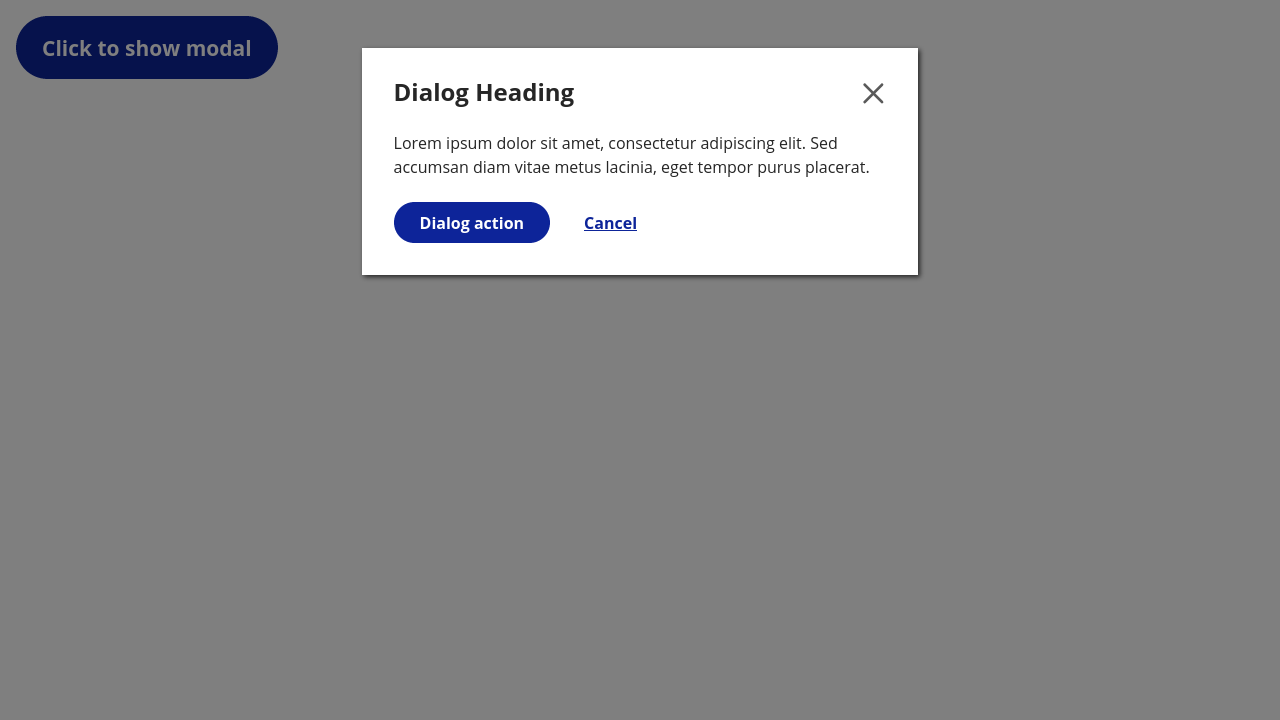 Click to show modal
Dialog Heading
Lorem ipsum dolor sit amet, consectetur adipiscing elit. Sed
accumsan diam vitae metus lacinia, eget tempor purus placerat.
Dialog action
Cancel